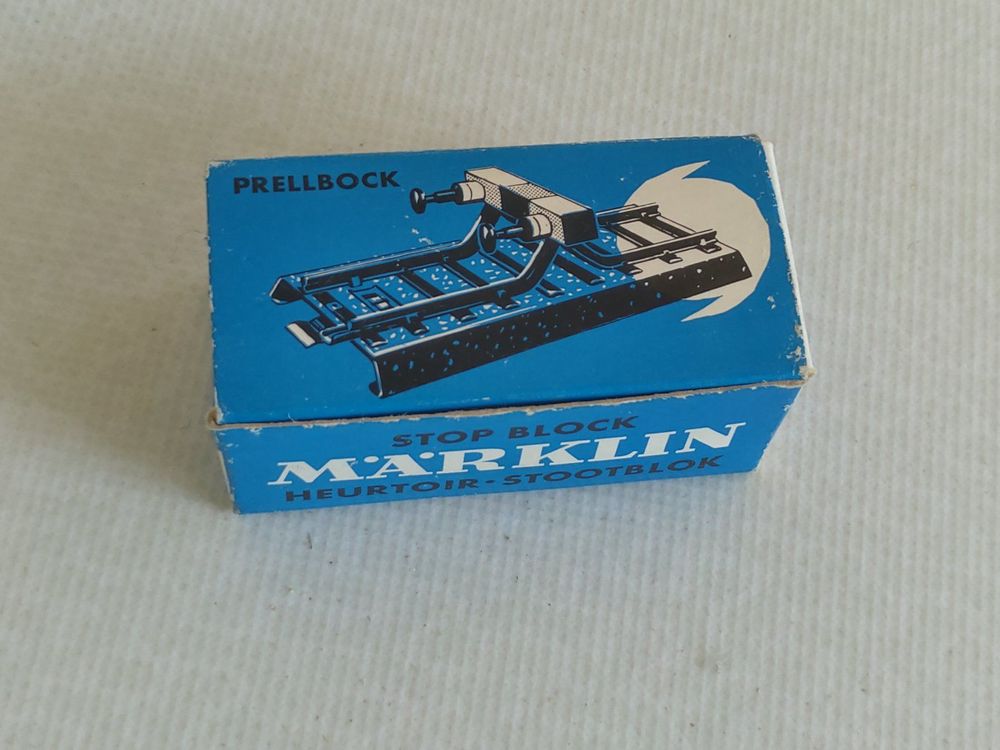 PRELLBOCK
STOP BLOCK
MÄRKLIN
HEURTOIR · STOOTBLOK